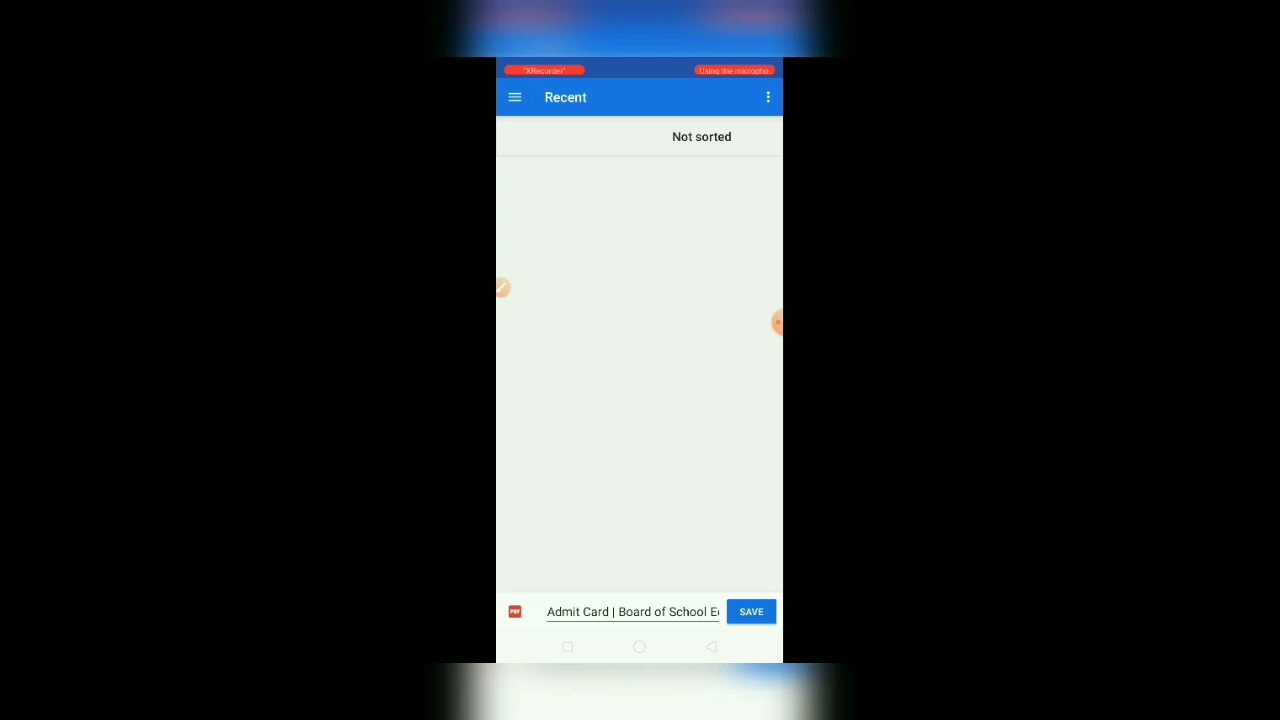 "XRecorder"
Using the micropho
Recent
Not sorted
PDF
Admit Card | Board of School E
SAVE